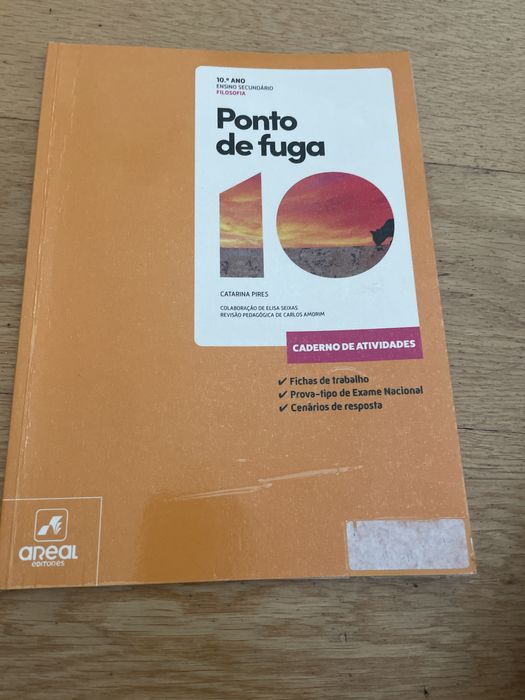 10.º ANO
ENSINO SECUNDÁRIO
FILOSOFIA
Ponto
de fuga
10
CATARINA PIRES
COLABORAÇÃO DE ELISA SEIXAS
REVISÃO PEDAGÓGICA DE CARLOS AMORIM
CADERNO DE ATIVIDADES
✔ Fichas de trabalho
✔ Prova-tipo de Exame Nacional
✔ Cenários de resposta
areal
EDITORES